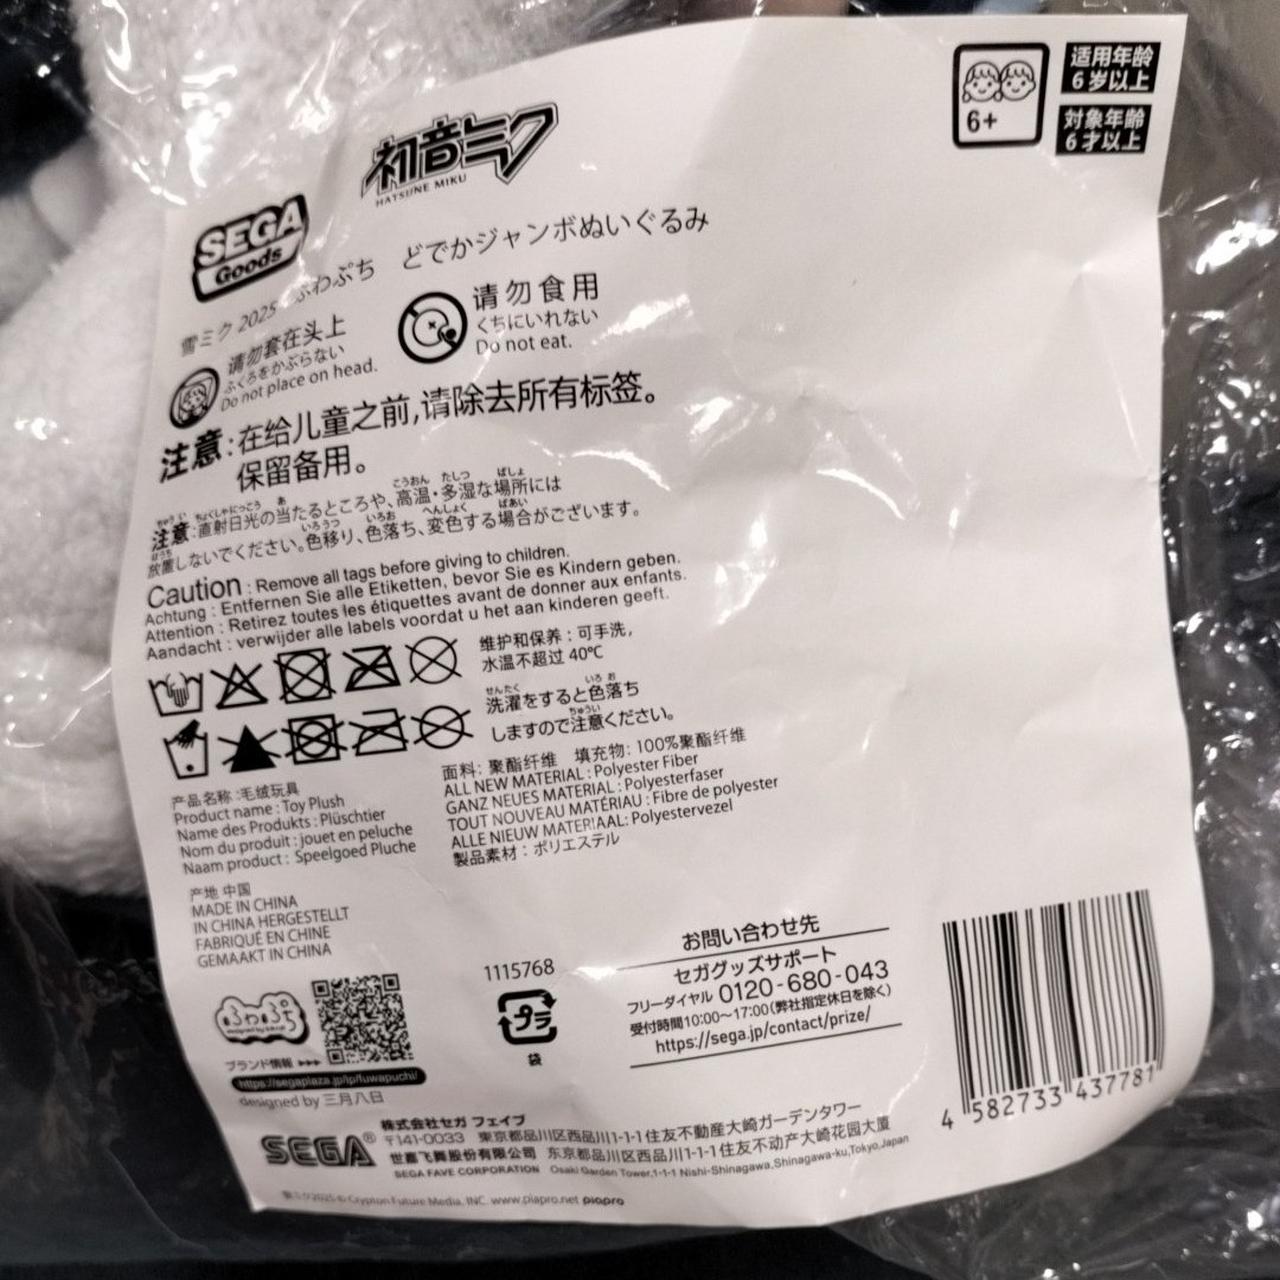 6+
适用年龄
6岁以上
対象年齢
6才以上
初音ミク
HATSUNE MIKU
SEGA
Goods
雪ミク 2025 ふわぷち どでかジャンボぬいぐるみ
请勿套在头上
ふくろをかぶらない
Do not place on head.
请勿食用
くちにいれない
Do not eat.
注意:在给儿童之前,请除去所有标签。
保留备用。
注意:直射日光の当たるところや、高温・多湿な場所には
放置しないでください。色移り、色落ち、変色する場合がございます。
Caution : Remove all tags before giving to children.
Achtung : Entfernen Sie alle Etiketten, bevor Sie es Kindern geben.
Attention : Retirez toutes les étiquettes avant de donner aux enfants.
Aandacht : verwijder alle labels voordat u het aan kinderen geeft.
维护和保养 : 可手洗,
水温不超过 40℃
洗濯をすると色落ち
しますので注意ください。
产品名称 :毛绒玩具
Product name : Toy Plush
Name des Produkts : Plüschtier
Nom du produit : jouet en peluche
Naam product : Speelgoed Pluche
面料: 聚酯纤维 填充物: 100%聚酯纤维
ALL NEW MATERIAL : Polyester Fiber
GANZ NEUES MATERIAL : Polyesterfaser
TOUT NOUVEAU MATÉRIAU : Fibre de polyester
ALLE NIEUW MATERIAAL: Polyestervezel
製品素材 : ポリエステル
产地 中国
MADE IN CHINA
IN CHINA HERGESTELLT
FABRIQUÉ EN CHINE
GEMAAKT IN CHINA
ふわぷち
ブランド情報
https://segaplaza.jp/lp/fuwapuchi/
designed by 三月八日
1115768
プラ
袋
お問い合わせ先
セガグッズサポート
フリーダイヤル 0120-680-043
受付時間10:00～17:00(弊社指定休日を除く)
https://sega.jp/contact/prize/
4 582733 437781
SEGA®
株式会社セガ フェイブ
〒141-0033 東京都品川区西品川1-1-1住友不動産大崎ガーデンタワー
世嘉飞舞股份有限公司 东京都品川区西品川1-1-1住友不动产大崎花园大厦
SEGA FAVE CORPORATION Osaki Garden Tower,1-1-1 Nishi-Shinagawa,Shinagawa-ku,Tokyo,Japan
雪ミク2025 © Crypton Future Media, INC. www.piapro.net piapro